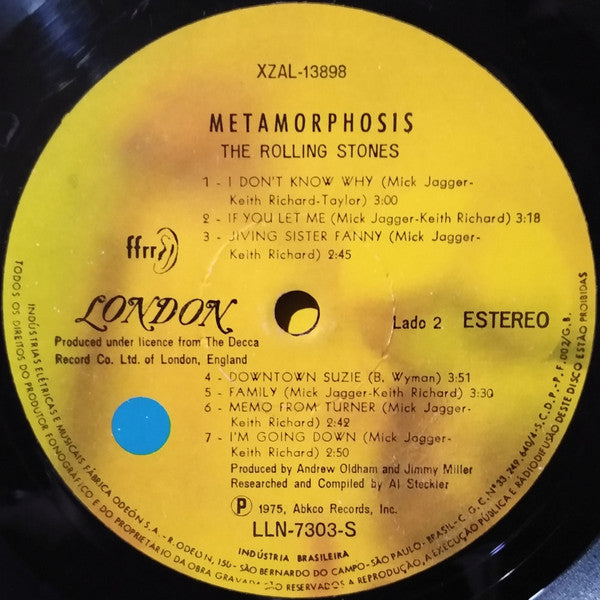 XZAL-13898
METAMORPHOSIS
THE ROLLING STONES
1 - I DON'T KNOW WHY (Mick Jagger-
Keith Richard-Taylor) 3:00
2 - IF YOU LET ME (Mick Jagger-Keith Richard) 3:18
3 - JIVING SISTER FANNY (Mick Jagger-
Keith Richard) 2:45
ffrr
LONDON
Produced under licence from The Decca
Record Co. Ltd. of London, England
Lado 2 ESTEREO
4 - DOWNTOWN SUZIE (B. Wyman) 3:51
5 - FAMILY (Mick Jagger-Keith Richard) 3:30
6 - MEMO FROM TURNER (Mick Jagger-
Keith Richard) 2:42
7 - I'M GOING DOWN (Mick Jagger-
Keith Richard) 2:50
Produced by Andrew Oldham and Jimmy Miller
Researched and Compiled by Al Steckler
P 1975, Abkco Records, Inc.
LLN-7303-S
INDÚSTRIA BRASILEIRA
INDÚSTRIAS ELÉTRICAS E MUSICAIS FÁBRICA ODEON S.A. - R. ODEON, 150 - SÃO BERNARDO DO CAMPO - SÃO PAULO - BRASIL - C.G.C. Nº 33.249.640/4 - S.C.D.P. - P.F. 002/G.B.
TODOS OS DIREITOS DO PRODUTOR FONOGRÁFICO E DO PROPRIETÁRIO DA OBRA GRAVADA SÃO RESERVADOS A REPRODUÇÃO, A EXECUÇÃO PÚBLICA E RADIODIFUSÃO DESTE DISCO ESTÃO PROIBIDAS